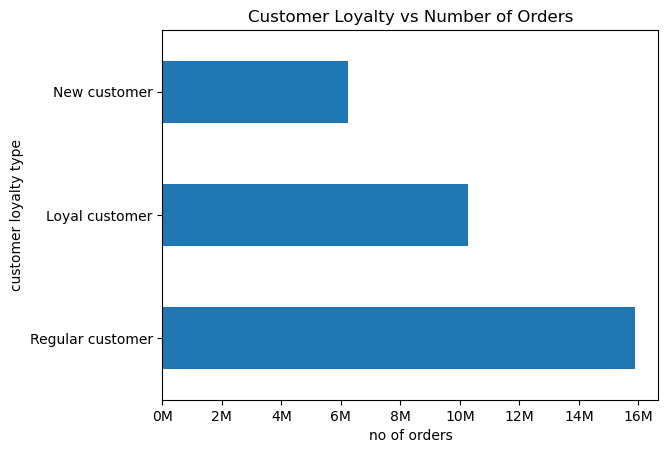 Customer Loyalty vs Number of Orders
customer loyalty type
New customer
Loyal customer
Regular customer
0M 2M 4M 6M 8M 10M 12M 14M 16M
no of orders